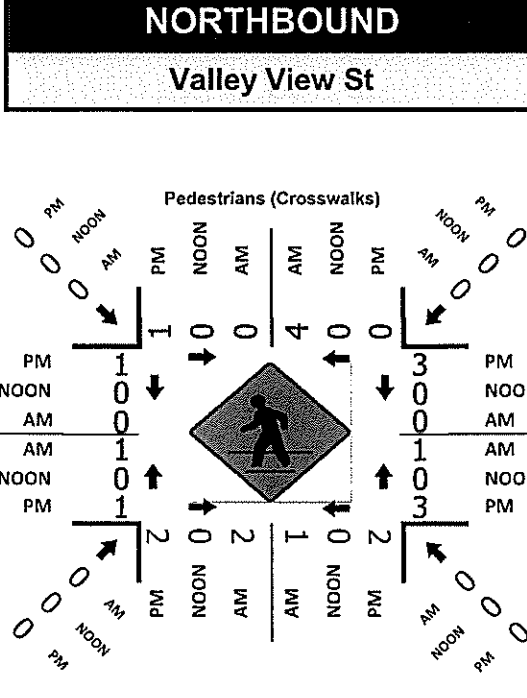 NORTHBOUND
Valley View St
Pedestrians (Crosswalks)
PM NOON AM
0 0 0
PM NOON AM AM NOON PM
1 0 0 4 0 0
PM NOON AM
0 0 0
PM 1 3 PM
NOON 0 0 NOO
AM 0 0 AM
AM 1 1 AM
NOON 0 0 NOO
PM 1 3 PM
2 0 2 1 0 2
PM NOON AM AM NOON PM
0 0 0
AM NOON PM
0 0 0
AM NOON PM